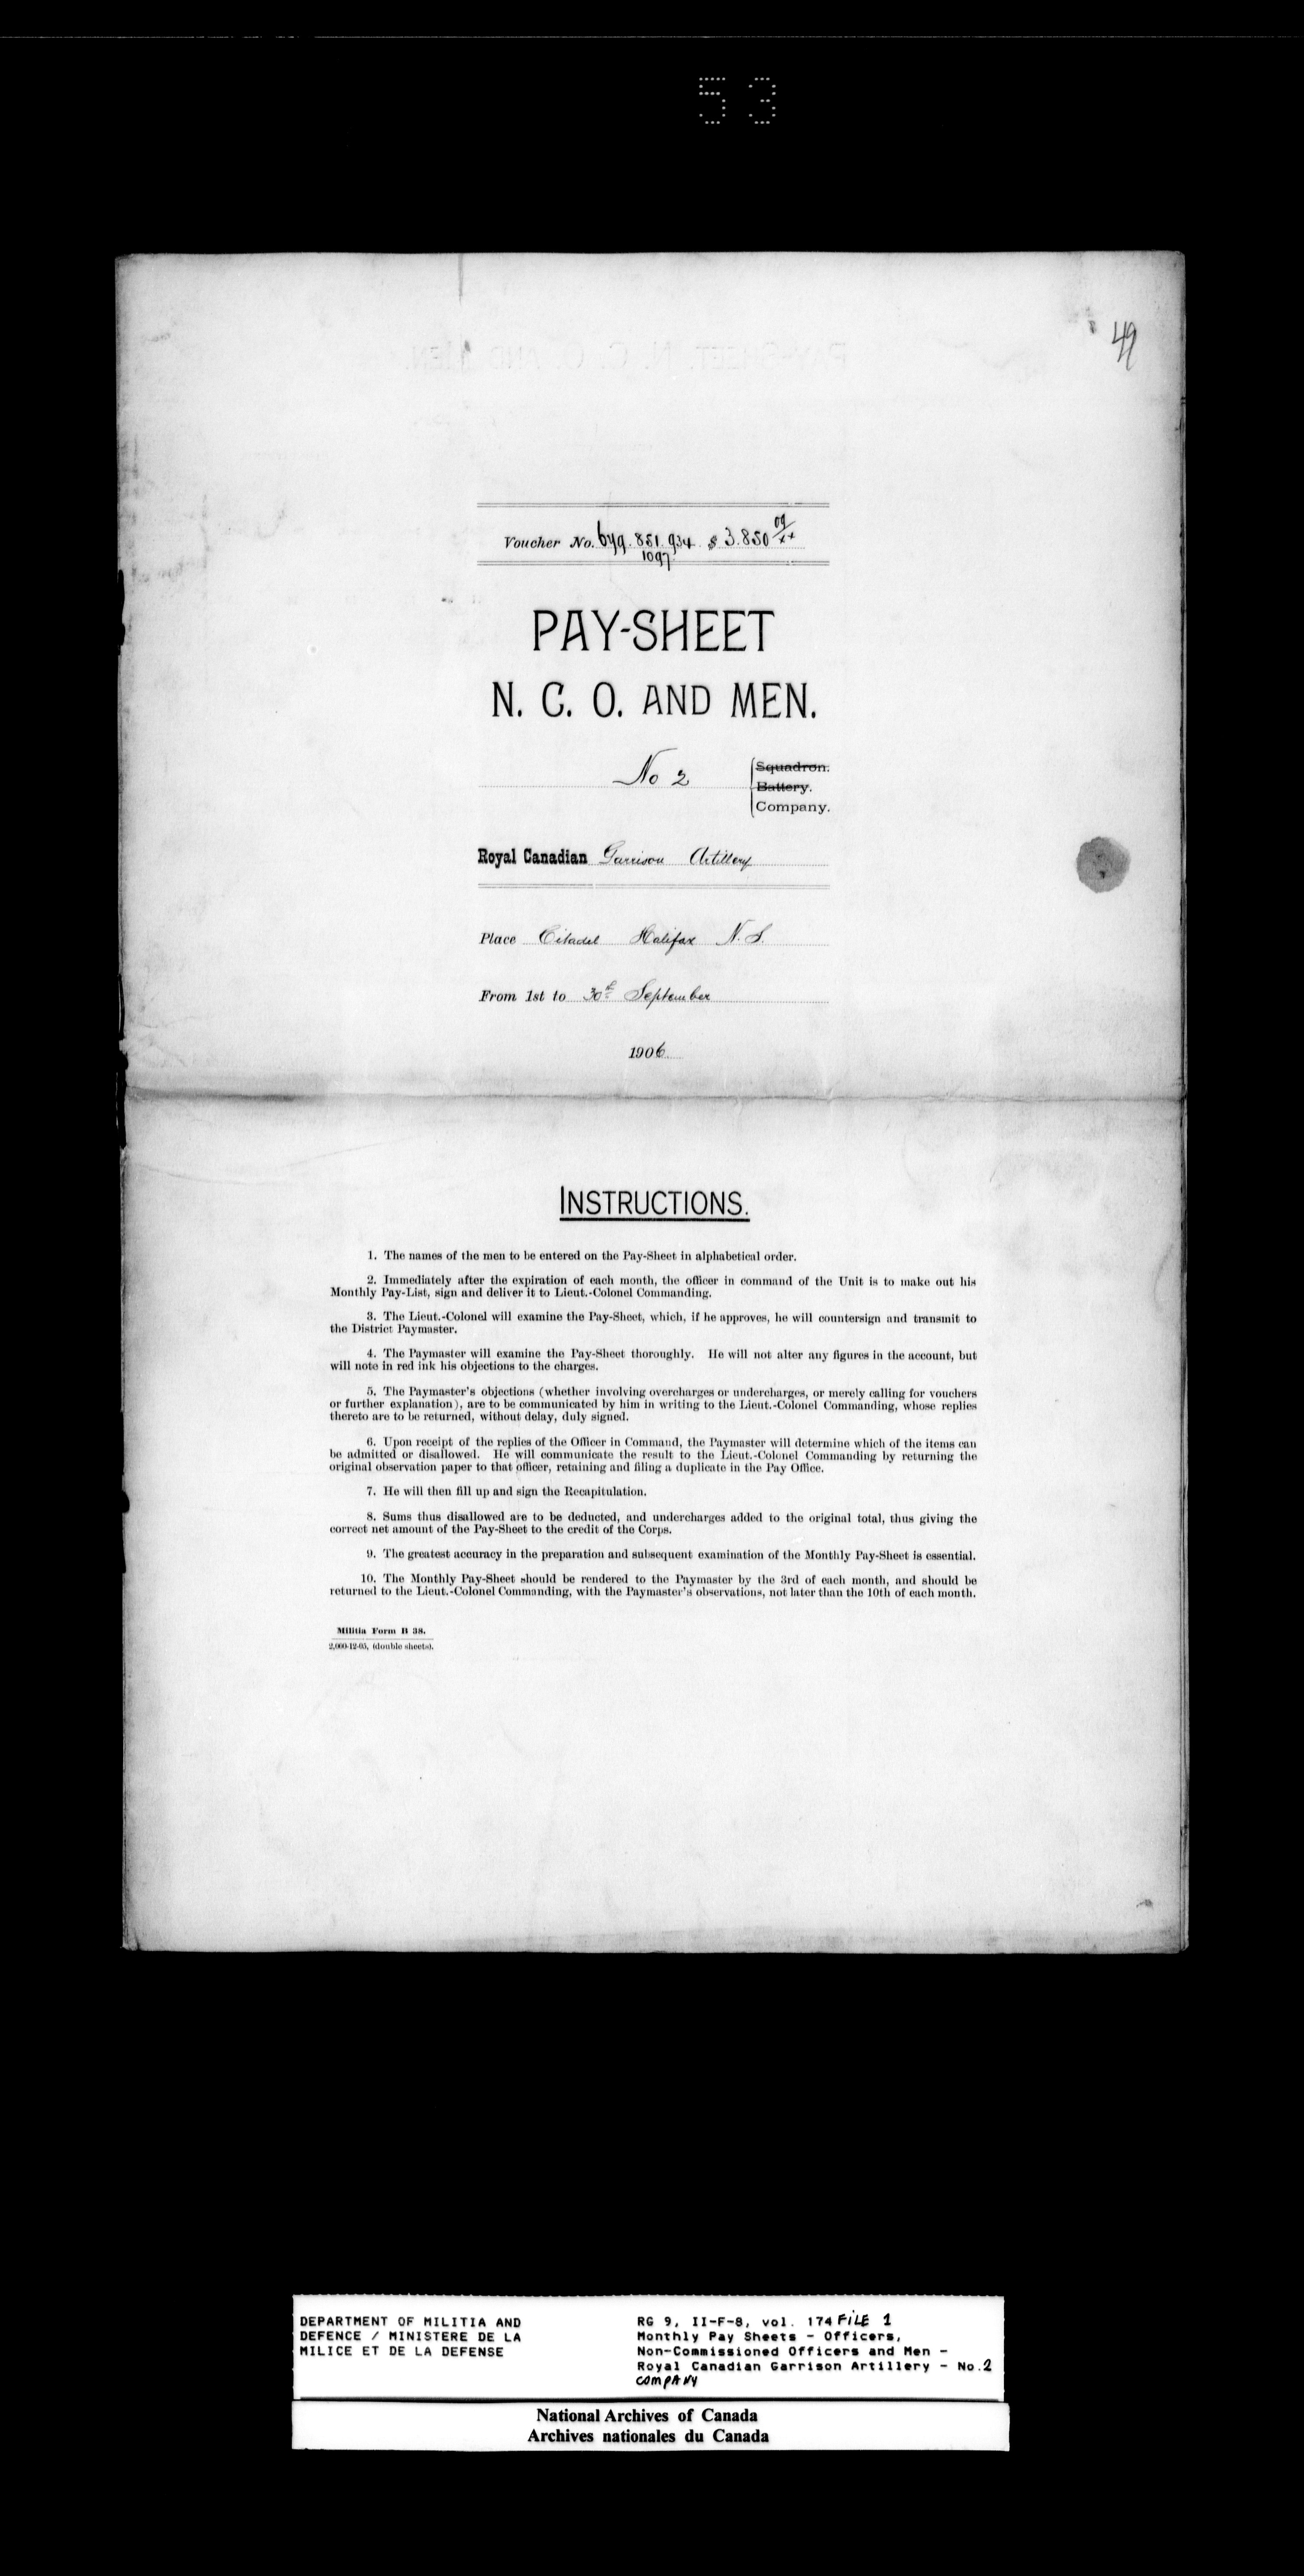 53
49
Voucher No. 649. 851. 934 $ 3.850 09/xx
1097
PAY-SHEET
N. C. O. AND MEN.
No 2
Squadron.
Battery.
Company.
Royal Canadian Garrison Artillery
Place Citadel Halifax N.S.
From 1st to 30th September
1906
INSTRUCTIONS.
1. The names of the men to be entered on the Pay-Sheet in alphabetical order.
2. Immediately after the expiration of each month, the officer in command of the Unit is to make out his
Monthly Pay-List, sign and deliver it to Lieut.-Colonel Commanding.
3. The Lieut.-Colonel will examine the Pay-Sheet, which, if he approves, he will countersign and transmit to
the District Paymaster.
4. The Paymaster will examine the Pay-Sheet thoroughly. He will not alter any figures in the account, but
will note in red ink his objections to the charges.
5. The Paymaster's objections (whether involving overcharges or undercharges, or merely calling for vouchers
or further explanation), are to be communicated by him in writing to the Lieut.-Colonel Commanding, whose replies
thereto are to be returned, without delay, duly signed.
6. Upon receipt of the replies of the Officer in Command, the Paymaster will determine which of the items can
be admitted or disallowed. He will communicate the result to the Lieut.-Colonel Commanding by returning the
original observation paper to that officer, retaining and filing a duplicate in the Pay Office.
7. He will then fill up and sign the Recapitulation.
8. Sums thus disallowed are to be deducted, and undercharges added to the original total, thus giving the
correct net amount of the Pay-Sheet to the credit of the Corps.
9. The greatest accuracy in the preparation and subsequent examination of the Monthly Pay-Sheet is essential.
10. The Monthly Pay-Sheet should be rendered to the Paymaster by the 3rd of each month, and should be
returned to the Lieut.-Colonel Commanding, with the Paymaster's observations, not later than the 10th of each month.
Militia Form B 38.
2,000-12-05, (double sheets).
DEPARTMENT OF MILITIA AND
DEFENCE / MINISTERE DE LA
MILICE ET DE LA DEFENSE
RG 9, II-F-8, vol. 174 FILE 1
Monthly Pay Sheets - Officers,
Non-Commissioned Officers and Men -
Royal Canadian Garrison Artillery - No.2
COMPANY
National Archives of Canada
Archives nationales du Canada